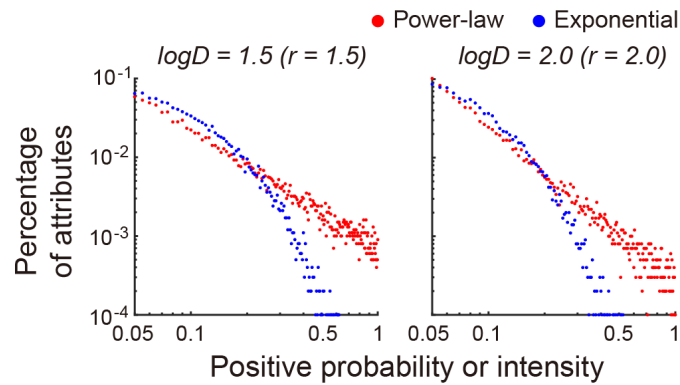 Power-law Exponential
logD = 1.5 (r = 1.5) logD = 2.0 (r = 2.0)
Percentage
of attributes
10-1
10-2
10-3
10-4
0.05 0.1 0.5 1 0.05 0.1 0.5 1
Positive probability or intensity